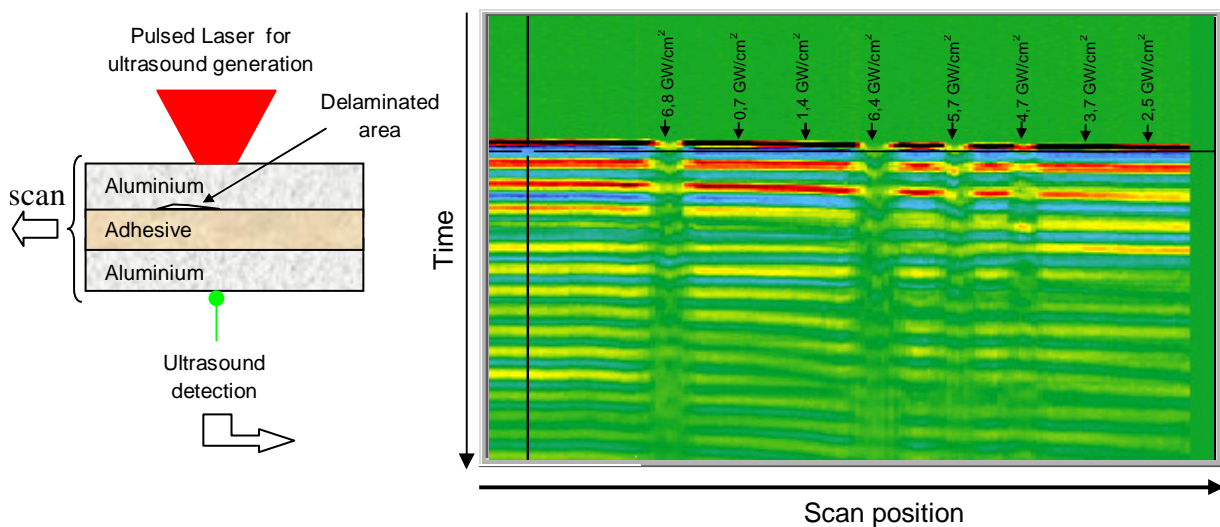 Pulsed Laser for
ultrasound generation
Delaminated
area
Aluminium
scan
Adhesive
Aluminium
Ultrasound
detection
Time
6,8 GW/cm²
0,7 GW/cm²
1,4 GW/cm²
6,4 GW/cm²
5,7 GW/cm²
4,7 GW/cm²
3,7 GW/cm²
2,5 GW/cm²
Scan position